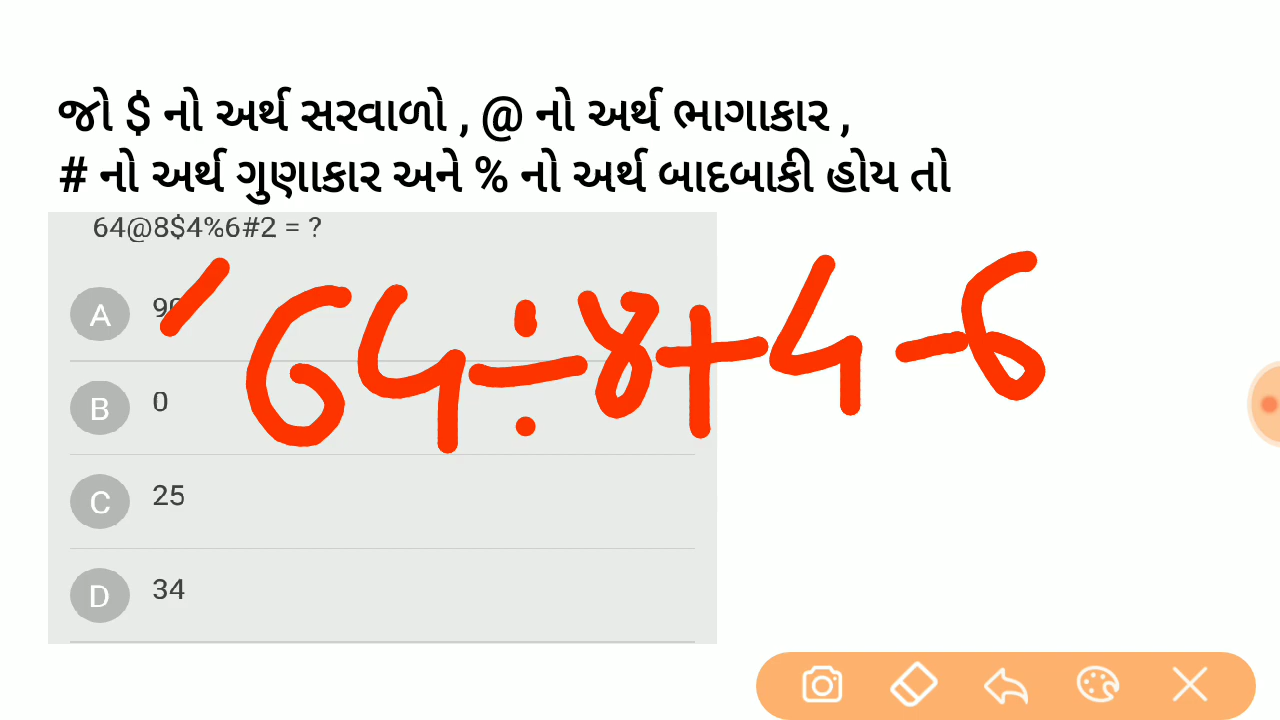 જો $ નો અર્થ સરવાળો , @ નો અર્થ ભાગાકાર ,
# નો અર્થ ગુણાકાર અને % નો અર્થ બાદબાકી હોય તો
64@8$4%6#2 = ?
A
64÷8+4-6
B 0
C 25
D 34